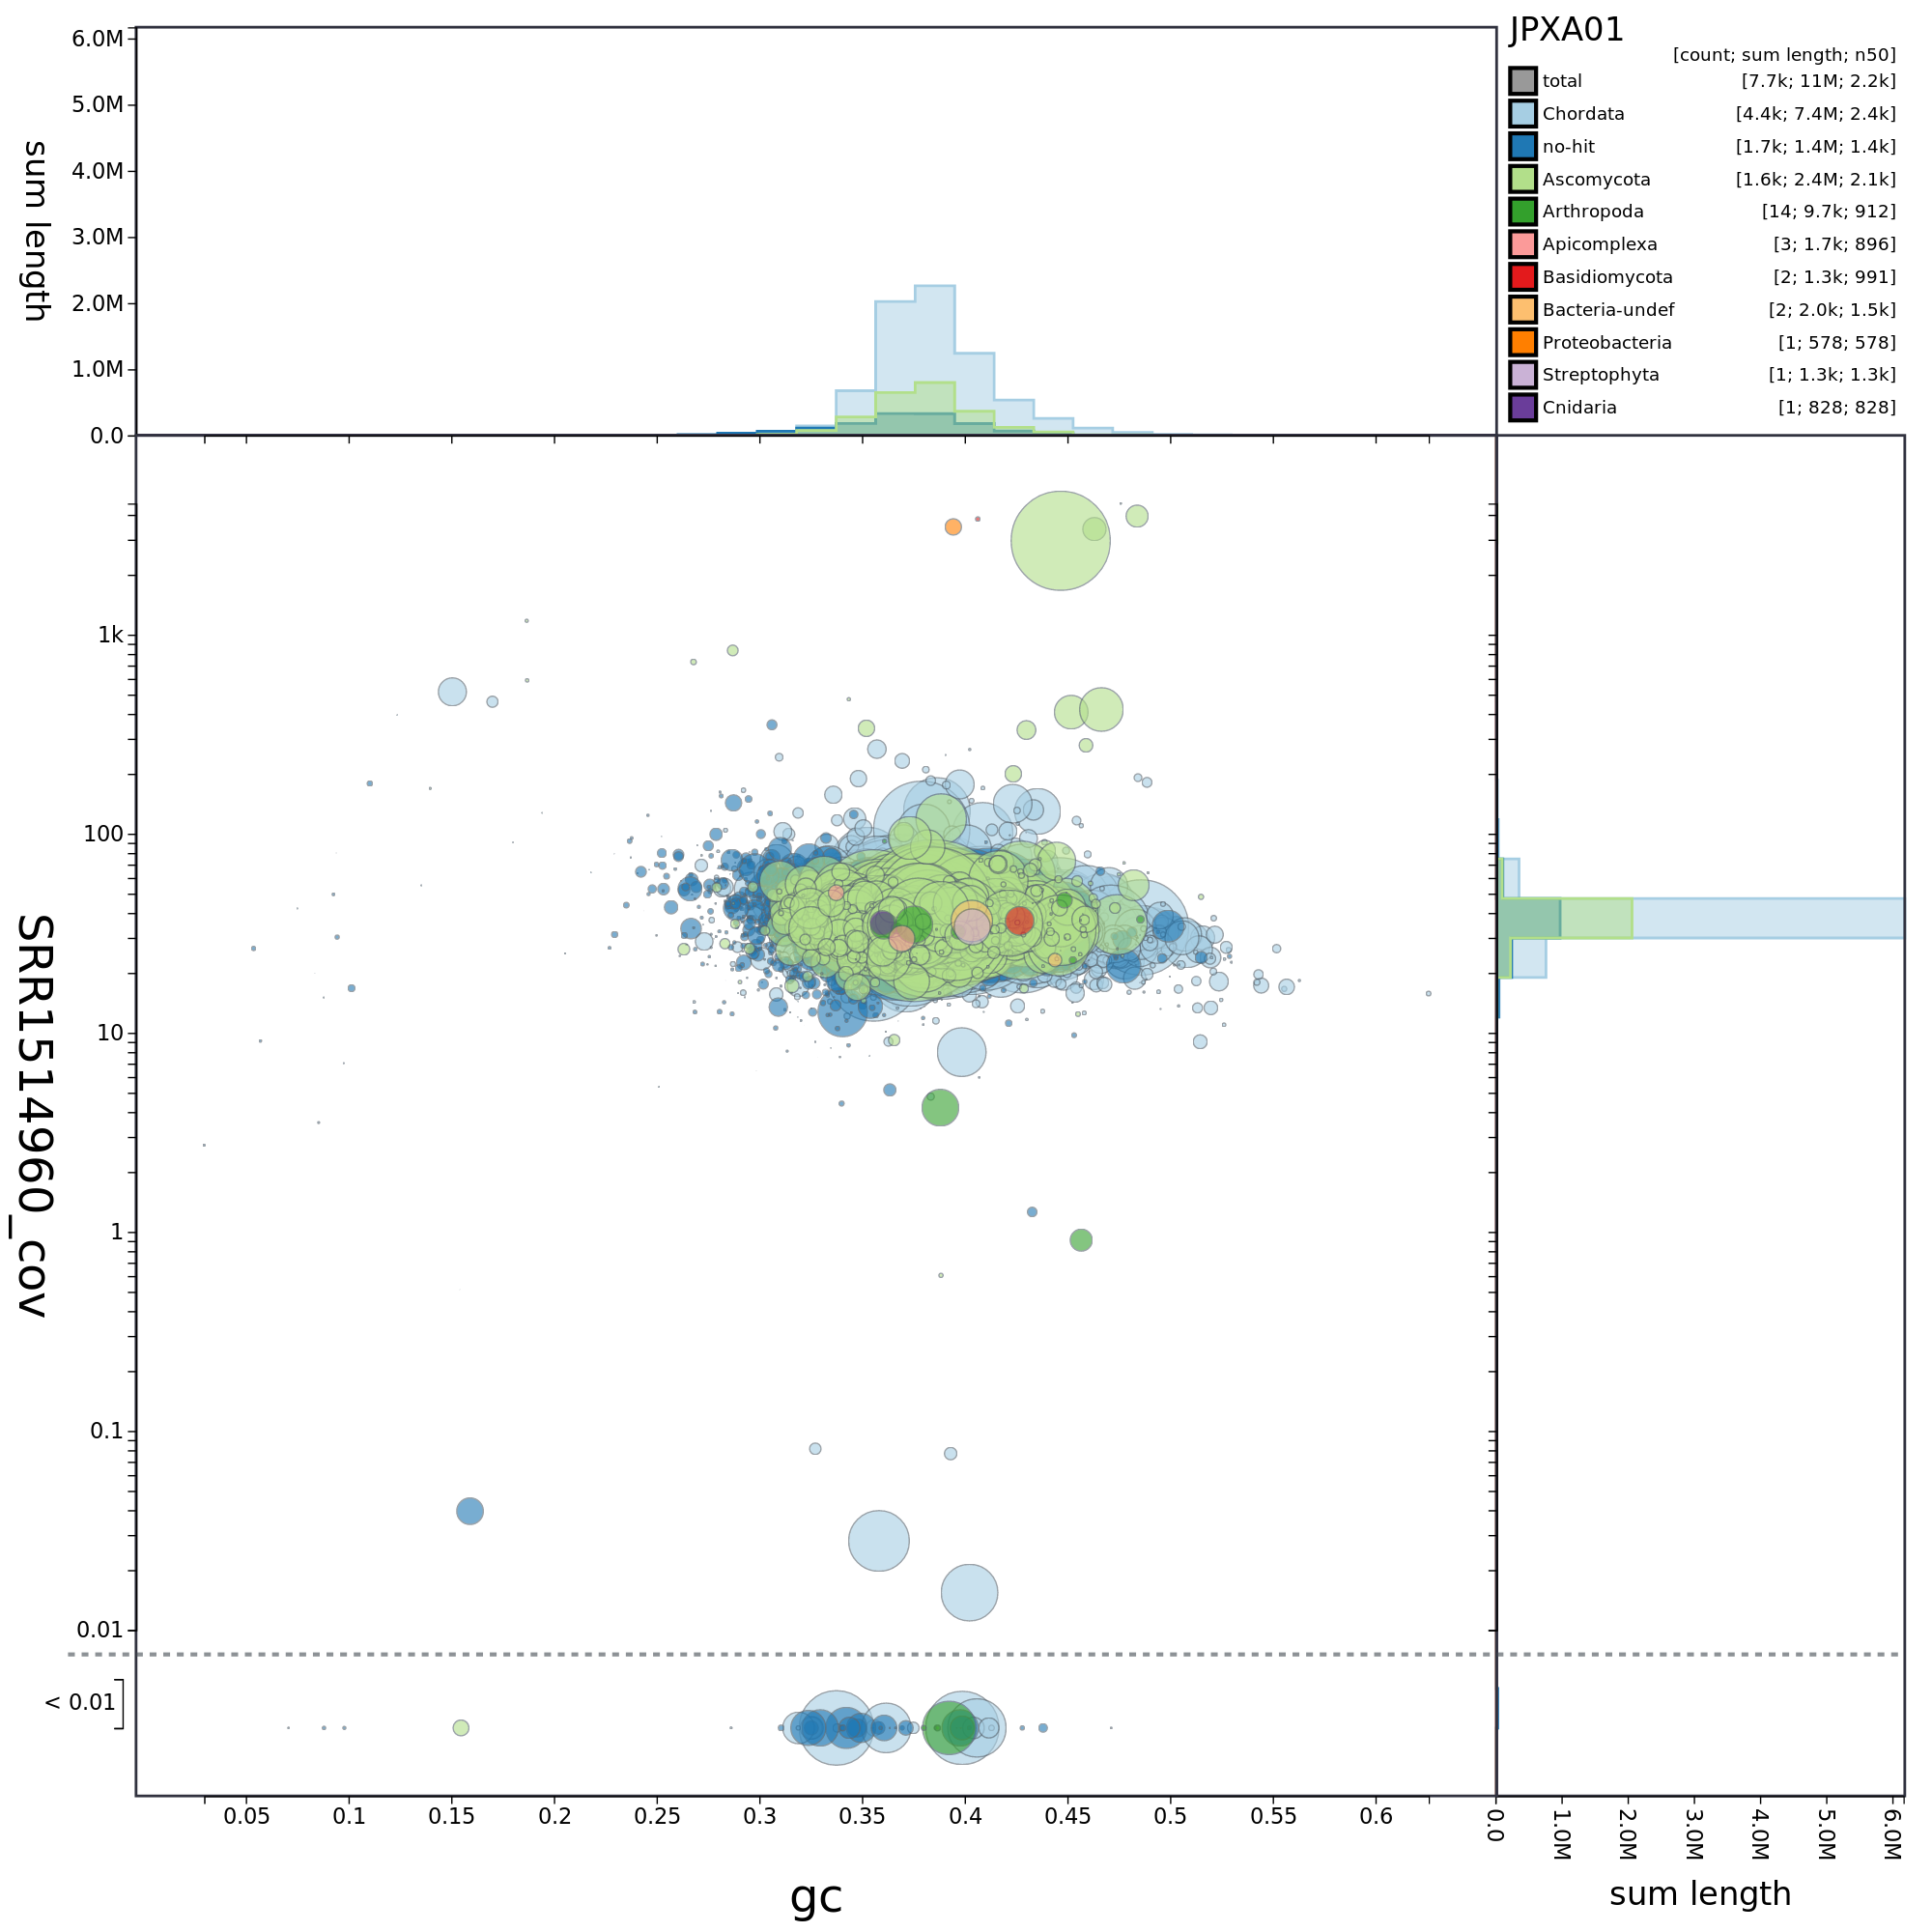 JPXA01
[count; sum length; n50]
total [7.7k; 11M; 2.2k]
Chordata [4.4k; 7.4M; 2.4k]
no-hit [1.7k; 1.4M; 1.4k]
Ascomycota [1.6k; 2.4M; 2.1k]
Arthropoda [14; 9.7k; 912]
Apicomplexa [3; 1.7k; 896]
Basidiomycota [2; 1.3k; 991]
Bacteria-undef [2; 2.0k; 1.5k]
Proteobacteria [1; 578; 578]
Streptophyta [1; 1.3k; 1.3k]
Cnidaria [1; 828; 828]
sum length
6.0M
5.0M
4.0M
3.0M
2.0M
1.0M
0.0
SRR1514960_cov
1k
100
10
1
0.1
0.01
< 0.01
0.05 0.1 0.15 0.2 0.25 0.3 0.35 0.4 0.45 0.5 0.55 0.6
gc
0.0 1.0M 2.0M 3.0M 4.0M 5.0M 6.0M
sum length